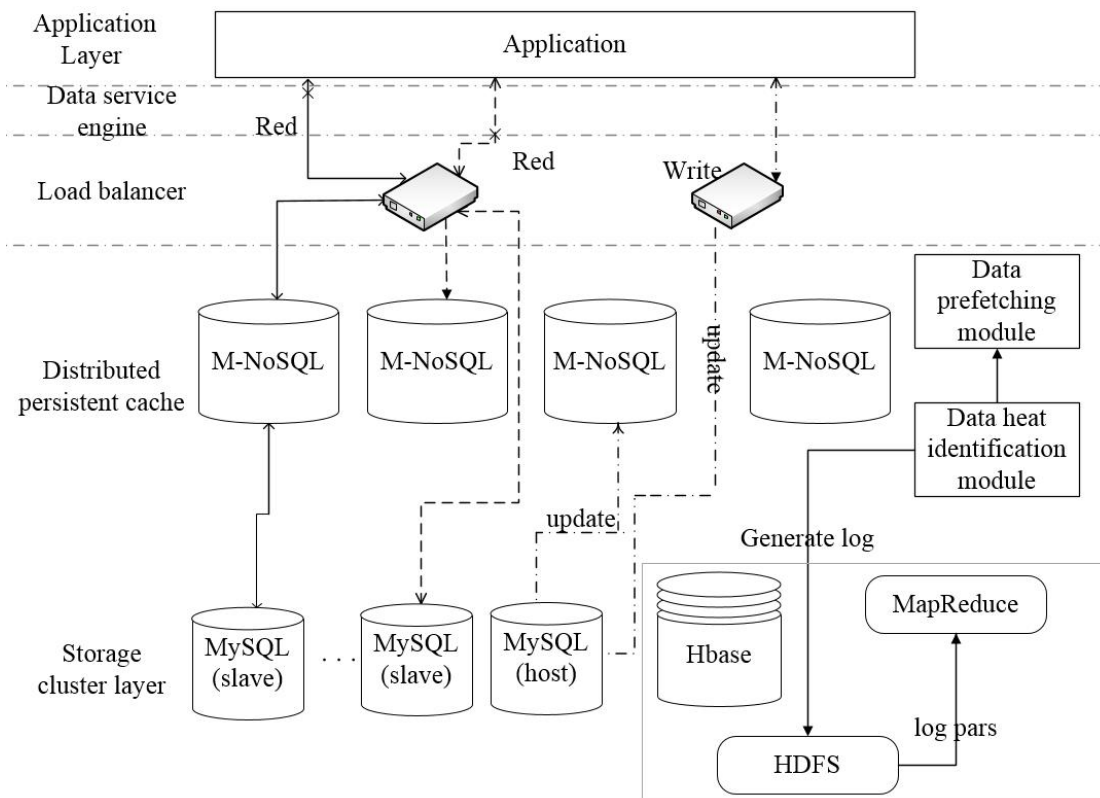 Application
Layer
Application
Data service
engine
Red
Red
Write
Load balancer
Data
prefetching
module
M-NoSQL
M-NoSQL
M-NoSQL
update
M-NoSQL
Distributed
persistent cache
Data heat
identification
module
update
Generate log
MapReduce
MySQL
(slave)
. . .
MySQL
(slave)
MySQL
(host)
Hbase
Storage
cluster layer
log pars
HDFS